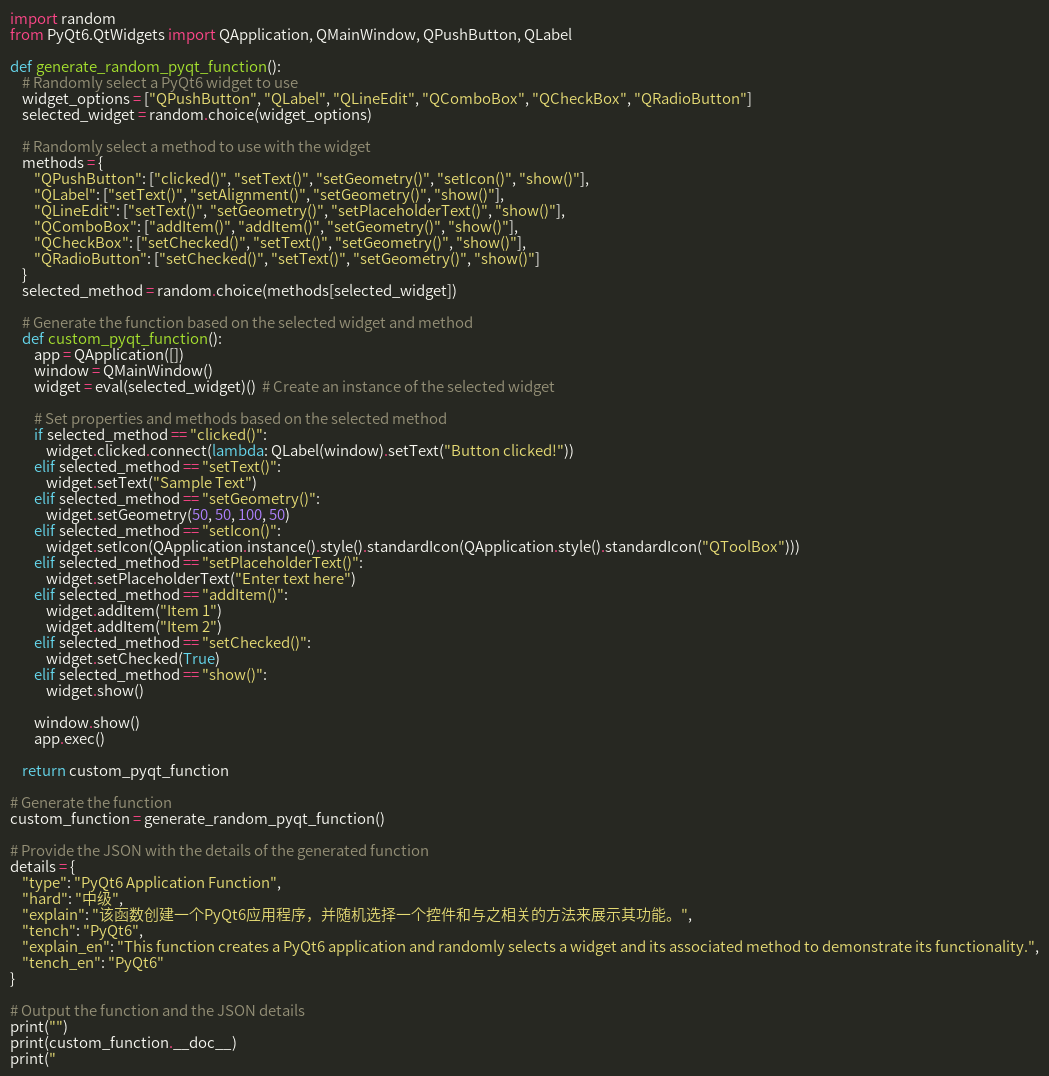 import random
from PyQt6.QtWidgets import QApplication, QMainWindow, QPushButton, QLabel

def generate_random_pyqt_function():
    # Randomly select a PyQt6 widget to use
    widget_options = ["QPushButton", "QLabel", "QLineEdit", "QComboBox", "QCheckBox", "QRadioButton"]
    selected_widget = random.choice(widget_options)

    # Randomly select a method to use with the widget
    methods = {
        "QPushButton": ["clicked()", "setText()", "setGeometry()", "setIcon()", "show()"],
        "QLabel": ["setText()", "setAlignment()", "setGeometry()", "show()"],
        "QLineEdit": ["setText()", "setGeometry()", "setPlaceholderText()", "show()"],
        "QComboBox": ["addItem()", "addItem()", "setGeometry()", "show()"],
        "QCheckBox": ["setChecked()", "setText()", "setGeometry()", "show()"],
        "QRadioButton": ["setChecked()", "setText()", "setGeometry()", "show()"]
    }
    selected_method = random.choice(methods[selected_widget])

    # Generate the function based on the selected widget and method
    def custom_pyqt_function():
        app = QApplication([])
        window = QMainWindow()
        widget = eval(selected_widget)()  # Create an instance of the selected widget

        # Set properties and methods based on the selected method
        if selected_method == "clicked()":
            widget.clicked.connect(lambda: QLabel(window).setText("Button clicked!"))
        elif selected_method == "setText()":
            widget.setText("Sample Text")
        elif selected_method == "setGeometry()":
            widget.setGeometry(50, 50, 100, 50)
        elif selected_method == "setIcon()":
            widget.setIcon(QApplication.instance().style().standardIcon(QApplication.style().standardIcon("QToolBox")))
        elif selected_method == "setPlaceholderText()":
            widget.setPlaceholderText("Enter text here")
        elif selected_method == "addItem()":
            widget.addItem("Item 1")
            widget.addItem("Item 2")
        elif selected_method == "setChecked()":
            widget.setChecked(True)
        elif selected_method == "show()":
            widget.show()

        window.show()
        app.exec()

    return custom_pyqt_function

# Generate the function
custom_function = generate_random_pyqt_function()

# Provide the JSON with the details of the generated function
details = {
    "type": "PyQt6 Application Function",
    "hard": "中级",
    "explain": "该函数创建一个PyQt6应用程序，并随机选择一个控件和与之相关的方法来展示其功能。",
    "tench": "PyQt6",
    "explain_en": "This function creates a PyQt6 application and randomly selects a widget and its associated method to demonstrate its functionality.",
    "tench_en": "PyQt6"
}

# Output the function and the JSON details
print("")
print(custom_function.__doc__)
print("